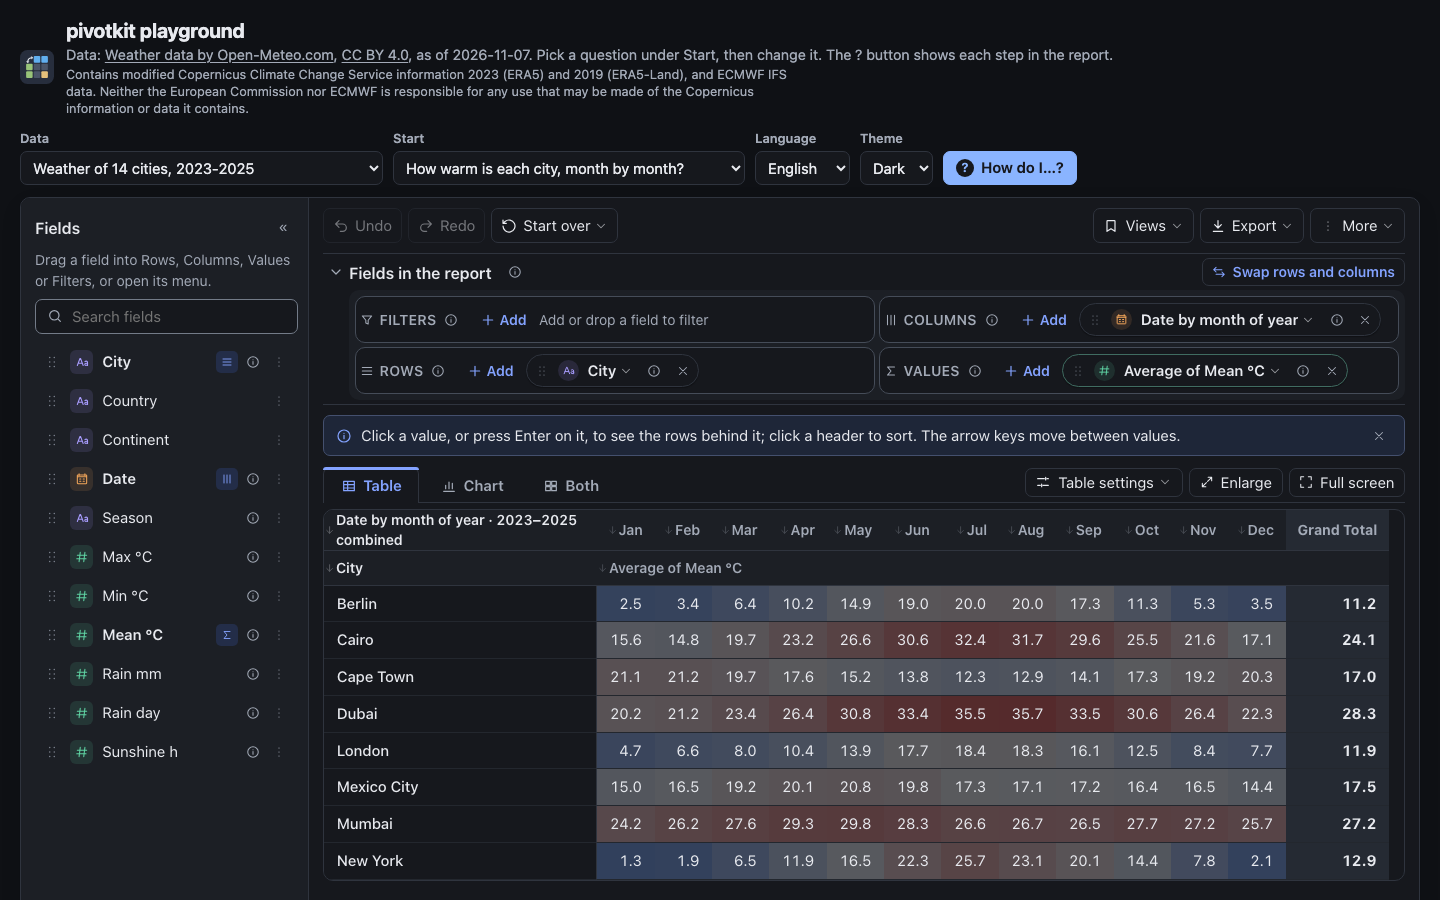 pivotkit playground
Data: Weather data by Open-Meteo.com, CC BY 4.0, as of 2026-11-07. Pick a question under Start, then change it. The ? button shows each step in the report.
Contains modified Copernicus Climate Change Service information 2023 (ERA5) and 2019 (ERA5-Land), and ECMWF IFS
data. Neither the European Commission nor ECMWF is responsible for any use that may be made of the Copernicus
information or data it contains.
Data Start Language Theme
Weather of 14 cities, 2023-2025 How warm is each city, month by month? English Dark ? How do I...?
Fields «
Drag a field into Rows, Columns, Values
or Filters, or open its menu.
Search fields
Aa City
Aa Country
Aa Continent
Date
Aa Season
# Max °C
# Min °C
# Mean °C Σ
# Rain mm
# Rain day
# Sunshine h
Undo Redo Start over Views Export More
Fields in the report Swap rows and columns
FILTERS + Add Add or drop a field to filter
COLUMNS + Add Date by month of year ×
ROWS + Add Aa City ×
Σ VALUES + Add # Average of Mean °C ×
Click a value, or press Enter on it, to see the rows behind it; click a header to sort. The arrow keys move between values. ×
Table Chart Both Table settings Enlarge Full screen
Date by month of year · 2023–2025
combined
↓ Jan ↓ Feb ↓ Mar ↓ Apr ↓ May ↓ Jun ↓ Jul ↓ Aug ↓ Sep ↓ Oct ↓ Nov ↓ Dec Grand Total
↓ City ↓ Average of Mean °C
Berlin 2.5 3.4 6.4 10.2 14.9 19.0 20.0 20.0 17.3 11.3 5.3 3.5 11.2
Cairo 15.6 14.8 19.7 23.2 26.6 30.6 32.4 31.7 29.6 25.5 21.6 17.1 24.1
Cape Town 21.1 21.2 19.7 17.6 15.2 13.8 12.3 12.9 14.1 17.3 19.2 20.3 17.0
Dubai 20.2 21.2 23.4 26.4 30.8 33.4 35.5 35.7 33.5 30.6 26.4 22.3 28.3
London 4.7 6.6 8.0 10.4 13.9 17.7 18.4 18.3 16.1 12.5 8.4 7.7 11.9
Mexico City 15.0 16.5 19.2 20.1 20.8 19.8 17.3 17.1 17.2 16.4 16.5 14.4 17.5
Mumbai 24.2 26.2 27.6 29.3 29.8 28.3 26.6 26.7 26.5 27.7 27.2 25.7 27.2
New York 1.3 1.9 6.5 11.9 16.5 22.3 25.7 23.1 20.1 14.4 7.8 2.1 12.9